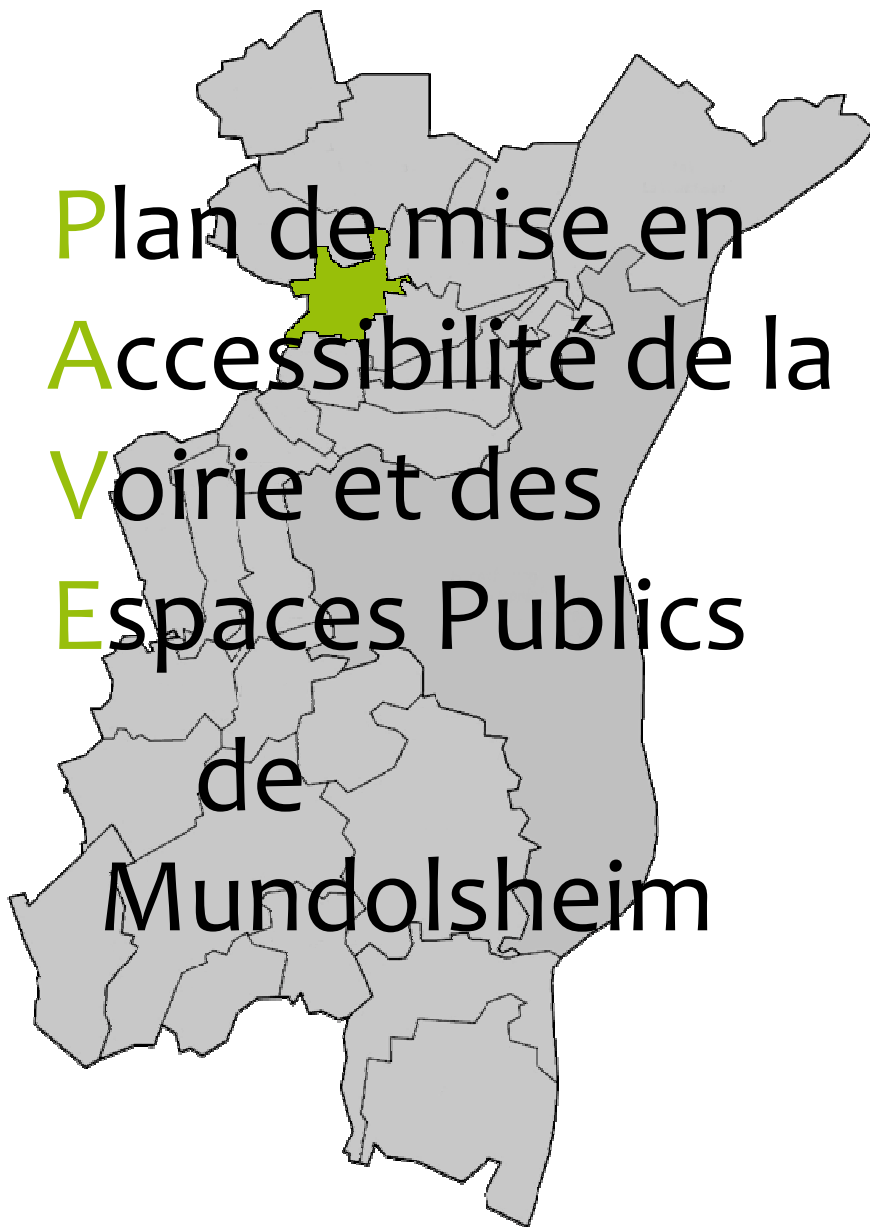 Plan de mise en
Accessibilité de la
Voirie et des
Espaces Publics
de
Mundolsheim